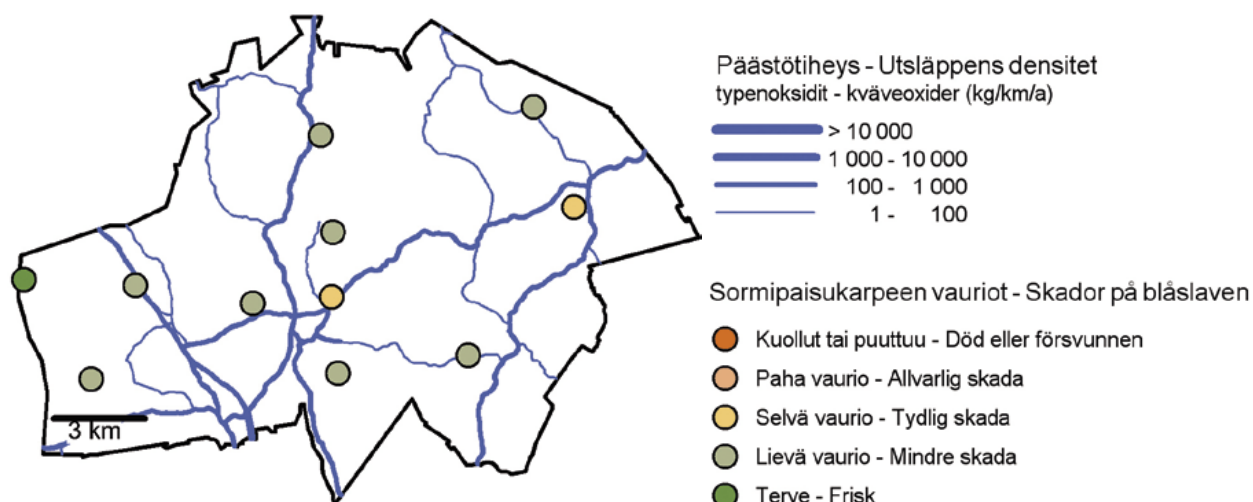 Päästötiheys - Utsläppens densitet
typenoksidit - kväveoxider (kg/km/a)
> 10 000
1 000 - 10 000
100 - 1 000
1 - 100
Sormipaisukarpeen vauriot - Skador på blåslaven
Kuollut tai puuttuu - Död eller försvunnen
Paha vaurio - Allvarlig skada
Selvä vaurio - Tydlig skada
Lievä vaurio - Mindre skada
Terve - Frisk
3 km